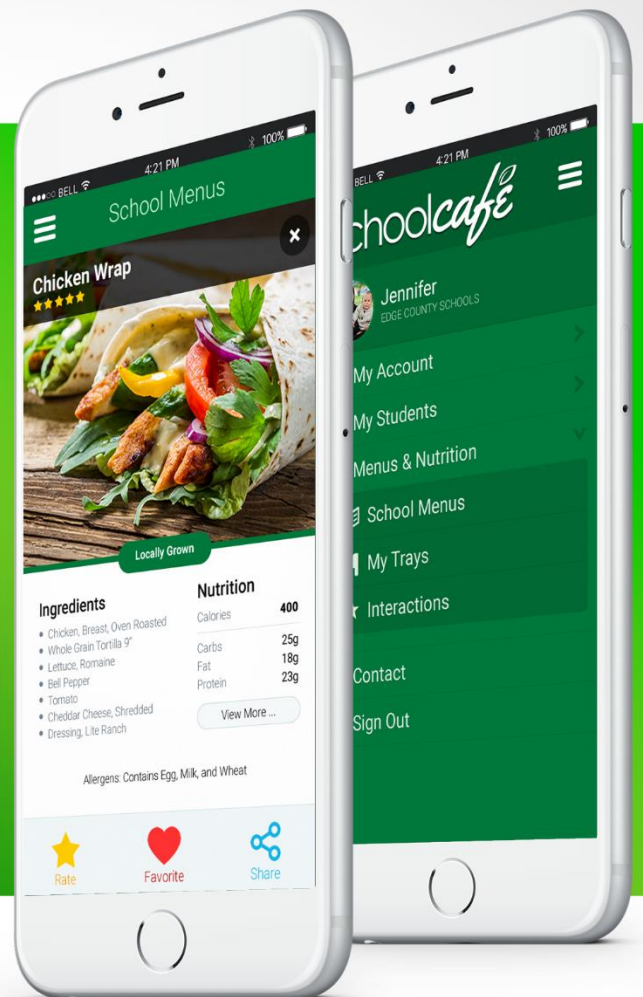 BELL 4:21 PM 100%
School Menus
Chicken Wrap
Locally Grown
Ingredients
• Chicken, Breast, Oven Roasted
• Whole Grain Tortilla 9"
• Lettuce, Romaine
• Bell Pepper
• Tomato
• Cheddar Cheese, Shredded
• Dressing, Lite Ranch
Nutrition
Calories 400
Carbs 25g
Fat 18g
Protein 23g
View More ...
Allergens: Contains Egg, Milk, and Wheat
Rate
Favorite
Share
BELL 4:21 PM 100%
choolcafé
Jennifer
EDGE COUNTY SCHOOLS
My Account
My Students
Menus & Nutrition
School Menus
My Trays
Interactions
Contact
Sign Out